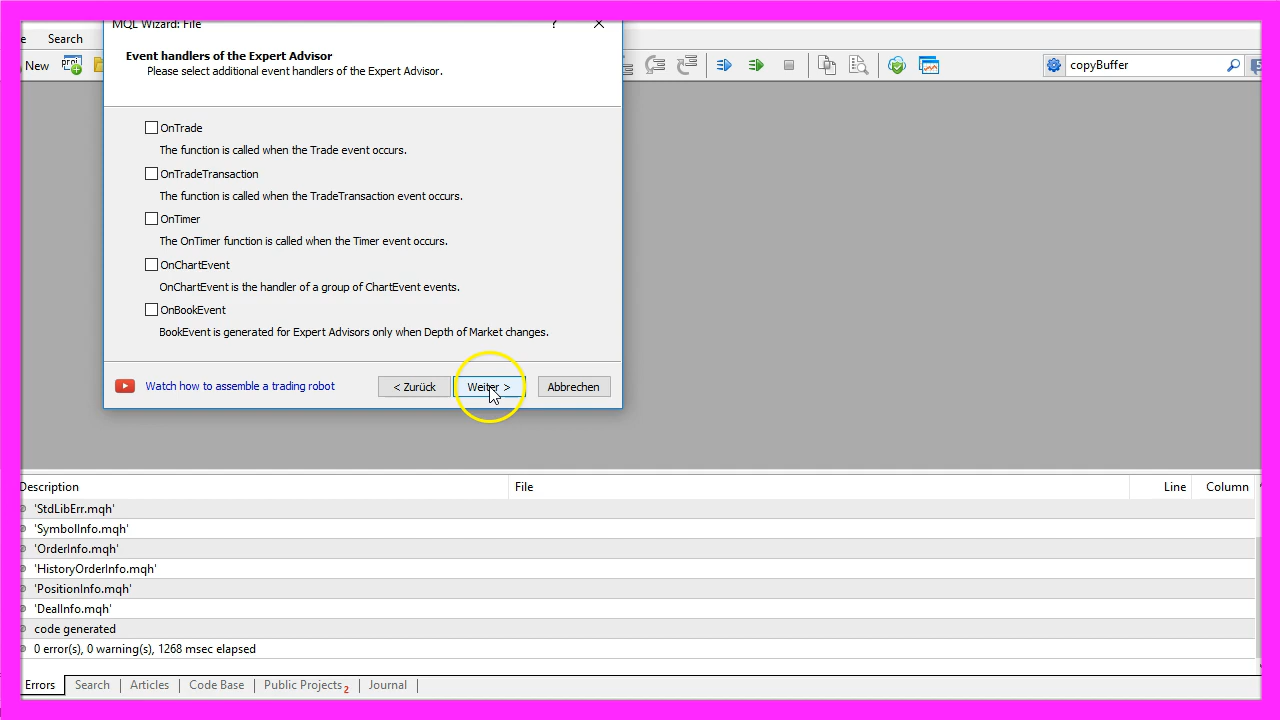 MQL Wizard: File
?
e Search
Event handlers of the Expert Advisor
Please select additional event handlers of the Expert Advisor.
New
copyBuffer
OnTrade
The function is called when the Trade event occurs.
OnTradeTransaction
The function is called when the TradeTransaction event occurs.
OnTimer
The OnTimer function is called when the Timer event occurs.
OnChartEvent
OnChartEvent is the handler of a group of ChartEvent events.
OnBookEvent
BookEvent is generated for Expert Advisors only when Depth of Market changes.
Watch how to assemble a trading robot
< Zurück
Weiter >
Abbrechen
Description File Line Column
'StdLibErr.mqh'
'SymbolInfo.mqh'
'OrderInfo.mqh'
'HistoryOrderInfo.mqh'
'PositionInfo.mqh'
'DealInfo.mqh'
code generated
0 error(s), 0 warning(s), 1268 msec elapsed
Errors | Search | Articles | Code Base | Public Projects 2 | Journal |